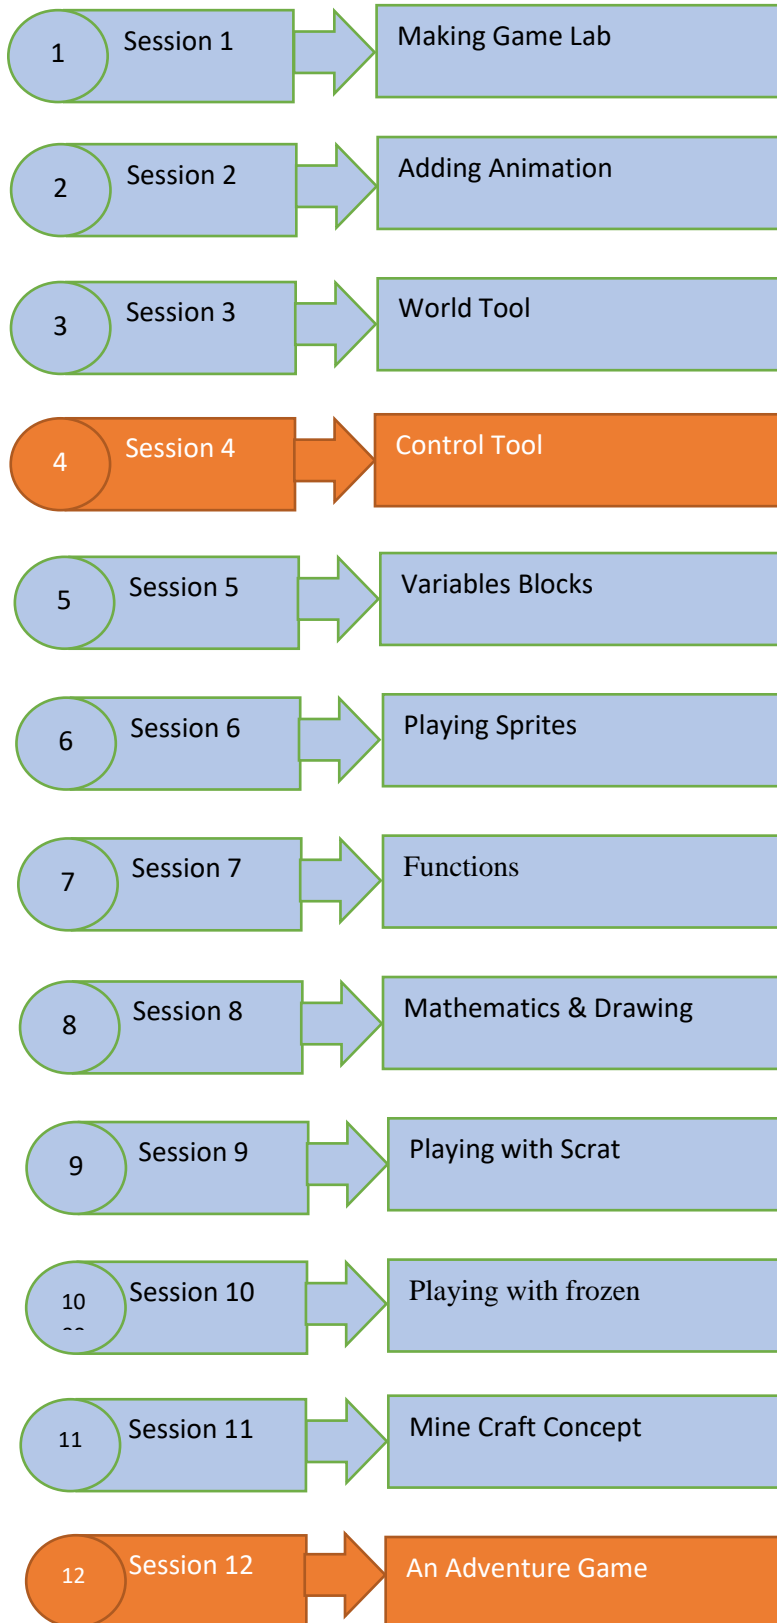 1 Session 1 Making Game Lab
2 Session 2 Adding Animation
3 Session 3 World Tool
4 Session 4 Control Tool
5 Session 5 Variables Blocks
6 Session 6 Playing Sprites
7 Session 7 Functions
8 Session 8 Mathematics & Drawing
9 Session 9 Playing with Scrat
10 Session 10 Playing with frozen
11 Session 11 Mine Craft Concept
12 Session 12 An Adventure Game